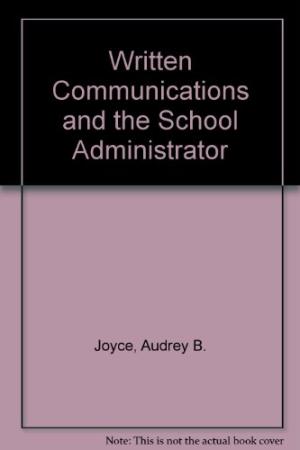 Written
Communications
and the School
Administrator
Joyce, Audrey B.
Note: This is not the actual book cover